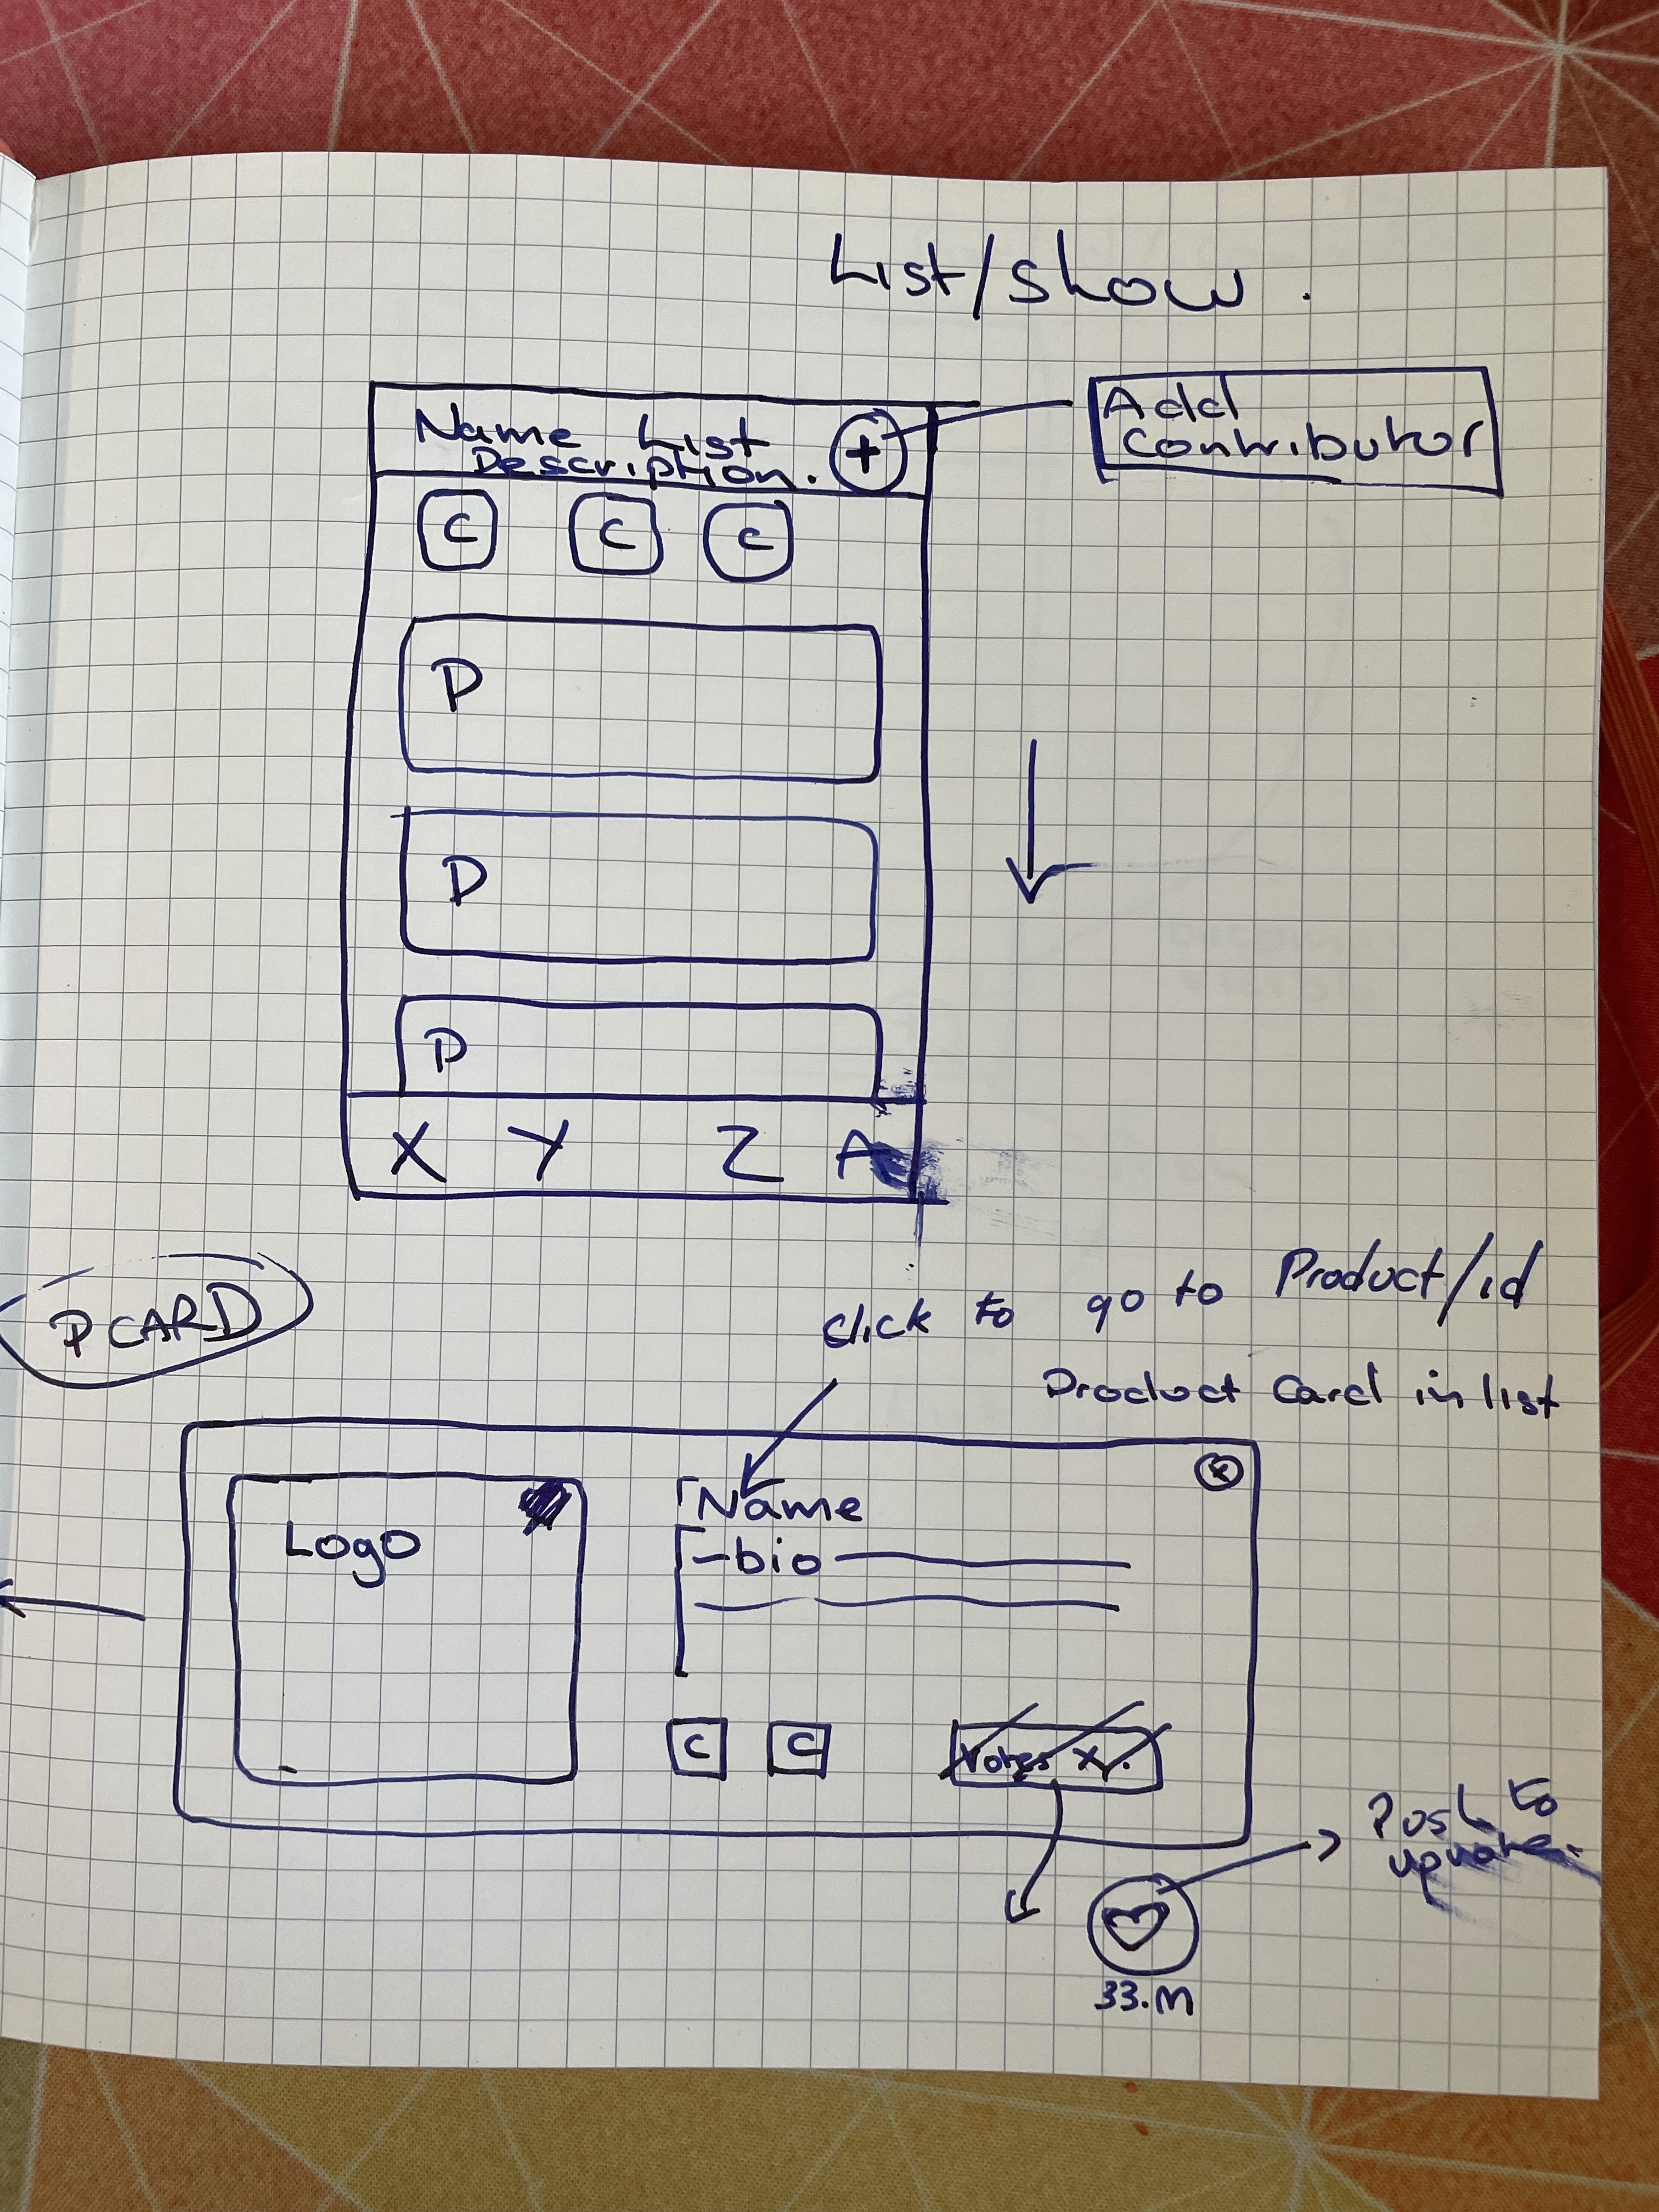 List/show.
Name List
Description.
+
Add
Contributor
C C C
P
P
P
X Y Z A
P CARD
click to go to Product/id
Product Card in list
x
Logo
Name
-bio
C C
Votes X
Push to
upvote.
33.m